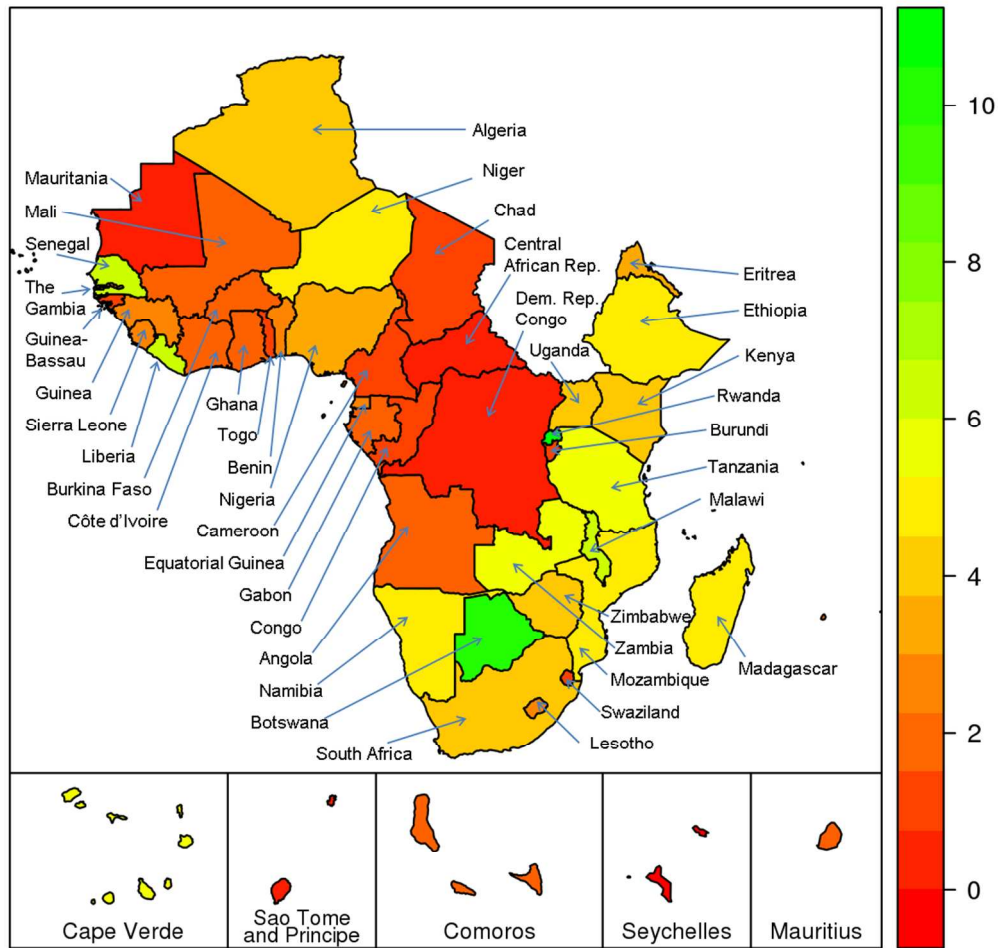 Algeria
Mauritania
Niger
Mali
Chad
Senegal
Central
African Rep.
Eritrea
The
Gambia
Dem. Rep.
Congo
Ethiopia
Guinea-
Bassau
Uganda
Kenya
Guinea
Rwanda
Sierra Leone
Ghana
Burundi
Togo
Liberia
Benin
Tanzania
Burkina Faso
Nigeria
Malawi
Côte d'Ivoire
Cameroon
Equatorial Guinea
Gabon
Zimbabwe
Congo
Zambia
Angola
Madagascar
Mozambique
Namibia
Swaziland
Botswana
Lesotho
South Africa
Cape Verde
Sao Tome
and Principe
Comoros
Seychelles
Mauritius
10
8
6
4
2
0